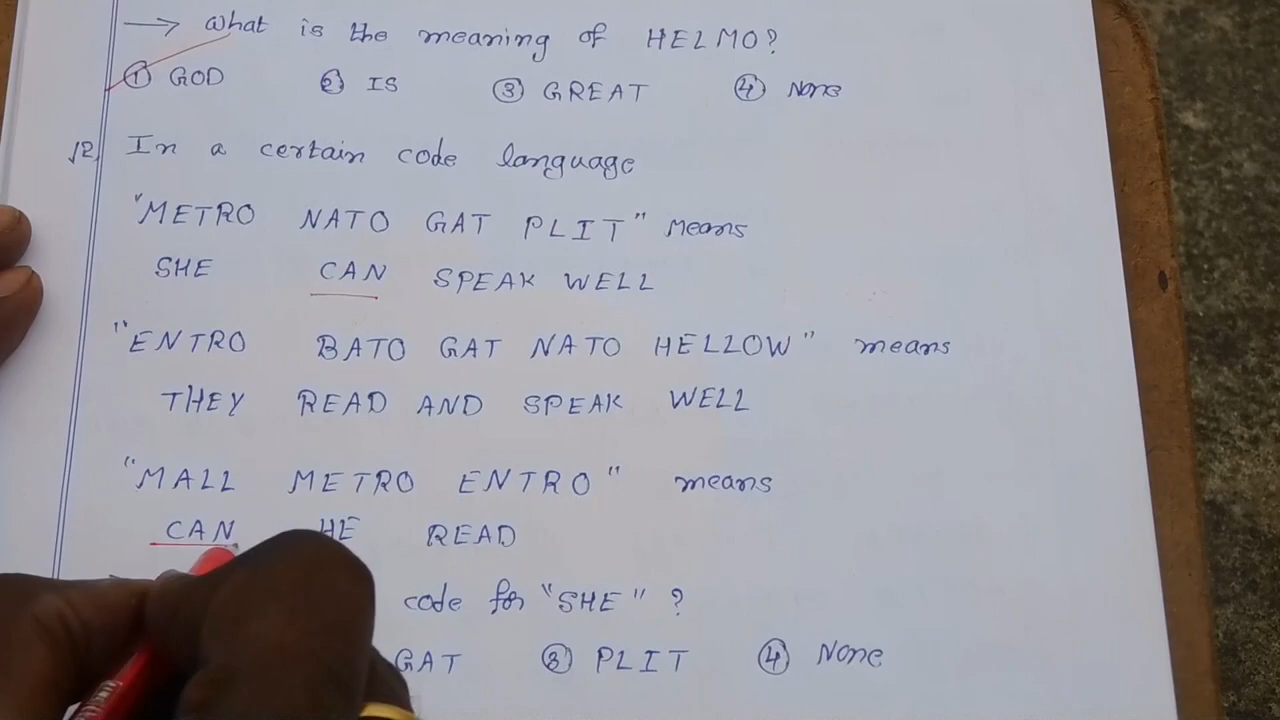 → What is the meaning of HELMO?
① GOD ② IS ③ GREAT ④ None
12) In a certain code language
"METRO NATO GAT PLIT" means
SHE CAN SPEAK WELL
"ENTRO BATO GAT NATO HELLOW" means
THEY READ AND SPEAK WELL
"MALL METRO ENTRO" means
CAN HE READ
code for "SHE" ?
GAT ③ PLIT ④ None